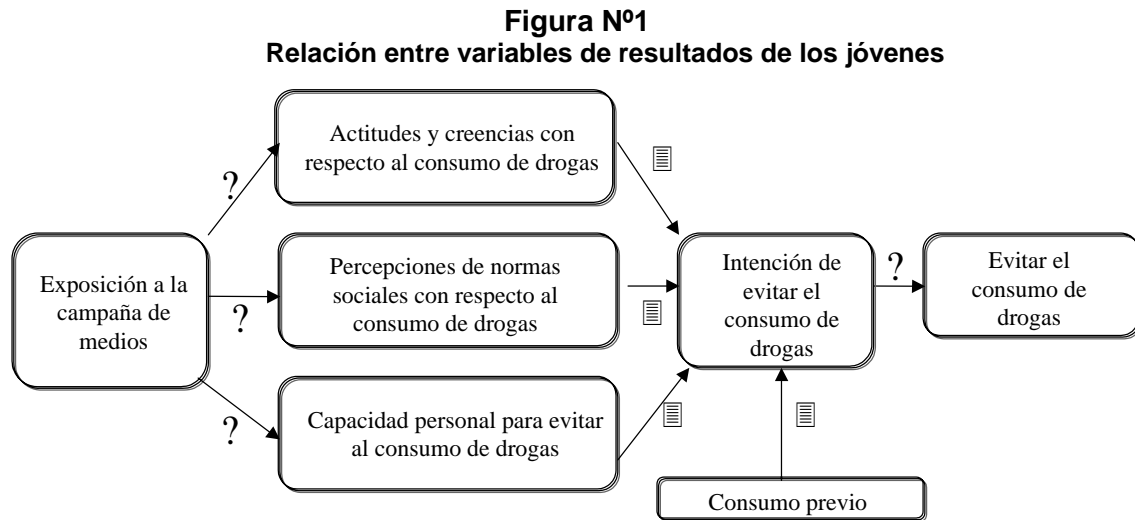 Figura Nº1
Relación entre variables de resultados de los jóvenes
Actitudes y creencias con
respecto al consumo de drogas
?
Exposición a la
campaña de
medios
?
Percepciones de normas
sociales con respecto al
consumo de drogas
Intención de
evitar el
consumo de
drogas
?
Evitar el
consumo de
drogas
?
Capacidad personal para evitar
al consumo de drogas
Consumo previo